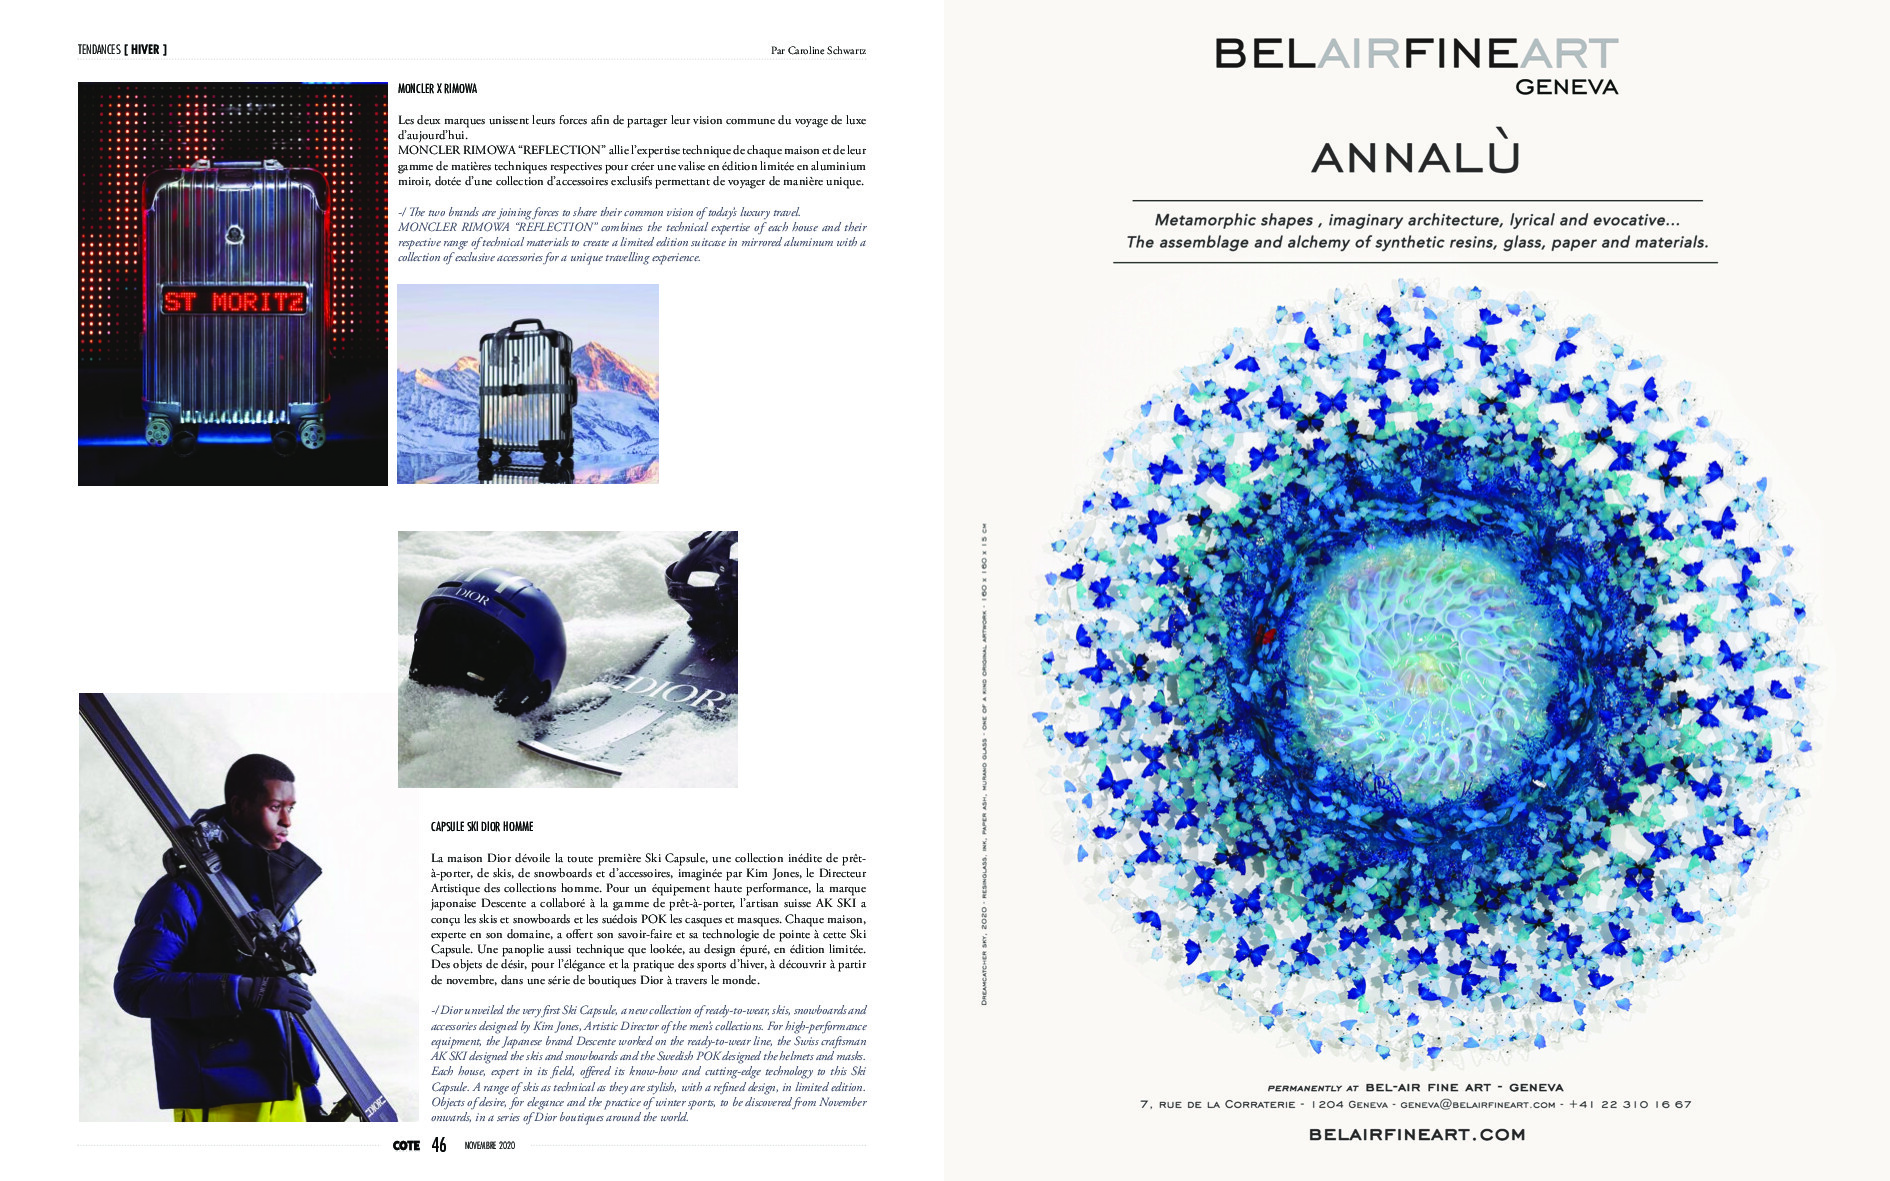 TENDANCES [ HIVER ]
Par Caroline Schwartz
ST MORITZ
MONCLER X RIMOWA
Les deux marques unissent leurs forces afin de partager leur vision commune du voyage de luxe
d'aujourd'hui.
MONCLER RIMOWA “REFLECTION” allie l'expertise technique de chaque maison et de leur
gamme de matières techniques respectives pour créer une valise en édition limitée en aluminium
miroir, dotée d'une collection d'accessoires exclusifs permettant de voyager de manière unique.
-/ The two brands are joining forces to share their common vision of today's luxury travel.
MONCLER RIMOWA “REFLECTION” combines the technical expertise of each house and their
respective range of technical materials to create a limited edition suitcase in mirrored aluminum with a
collection of exclusive accessories for a unique travelling experience.
DIOR
DIOR
DIOR
CAPSULE SKI DIOR HOMME
La maison Dior dévoile la toute première Ski Capsule, une collection inédite de prêt-
à-porter, de skis, de snowboards et d'accessoires, imaginée par Kim Jones, le Directeur
Artistique des collections homme. Pour un équipement haute performance, la marque
japonaise Descente a collaboré à la gamme de prêt-à-porter, l'artisan suisse AK SKI a
conçu les skis et snowboards et les suédois POK les casques et masques. Chaque maison,
experte en son domaine, a offert son savoir-faire et sa technologie de pointe à cette Ski
Capsule. Une panoplie aussi technique que lookée, au design épuré, en édition limitée.
Des objets de désir, pour l'élégance et la pratique des sports d'hiver, à découvrir à partir
de novembre, dans une série de boutiques Dior à travers le monde.
-/ Dior unveiled the very first Ski Capsule, a new collection of ready-to-wear, skis, snowboards and
accessories designed by Kim Jones, Artistic Director of the men's collections. For high-performance
equipment, the Japanese brand Descente worked on the ready-to-wear line, the Swiss craftsman
AK SKI designed the skis and snowboards and the Swedish POK designed the helmets and masks.
Each house, expert in its field, offered its know-how and cutting-edge technology to this Ski
Capsule. A range of skis as technical as they are stylish, with a refined design, in limited edition.
Objects of desire, for elegance and the practice of winter sports, to be discovered from November
onwards, in a series of Dior boutiques around the world.
COTE 46 NOVEMBRE 2020
BELAIRFINEART
GENEVA
ANNALÙ
Metamorphic shapes , imaginary architecture, lyrical and evocative...
The assemblage and alchemy of synthetic resins, glass, paper and materials.
Dreamcatcher sky, 2020 - resinglass, ink, paper ash, murano glass - one of a kind original artwork - 160 x 160 x 15 cm
PERMANENTLY AT BEL-AIR FINE ART - GENEVA
7, RUE DE LA CORRATERIE - 1204 GENEVA - GENEVA@BELAIRFINEART.COM - +41 22 310 16 67
BELAIRFINEART.COM